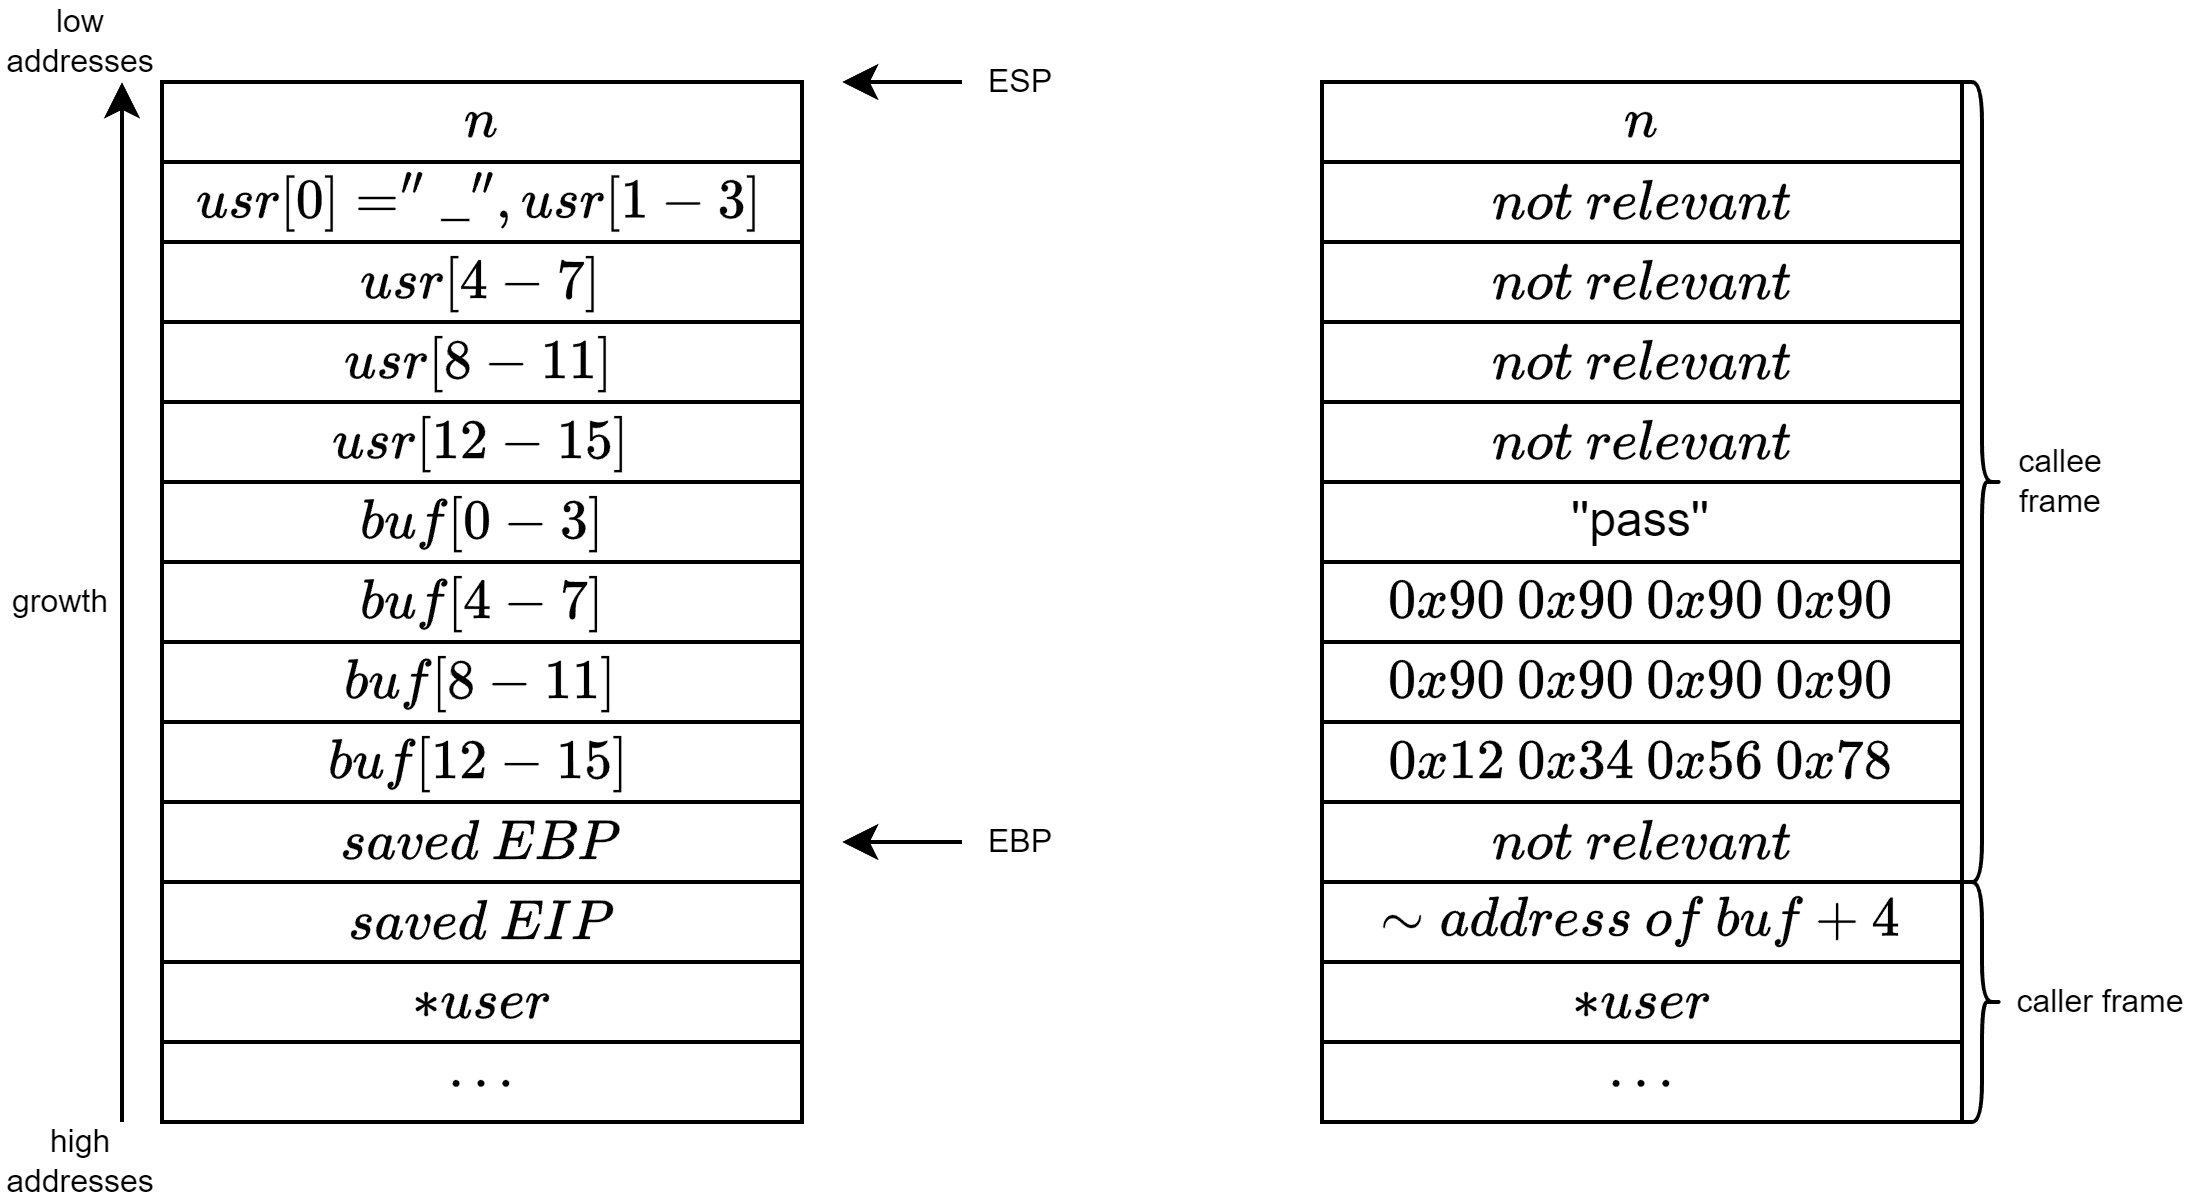 low
addresses
ESP
n
n
usr[0] =" _", usr[1 − 3]
not relevant
usr[4 − 7]
not relevant
usr[8 − 11]
not relevant
usr[12 − 15]
not relevant
callee
frame
buf[0 − 3]
"pass"
growth
buf[4 − 7]
0x90 0x90 0x90 0x90
buf[8 − 11]
0x90 0x90 0x90 0x90
buf[12 − 15]
0x12 0x34 0x56 0x78
saved EBP
EBP
not relevant
saved EIP
∼ address of buf + 4
*user
*user
caller frame
...
...
high
addresses